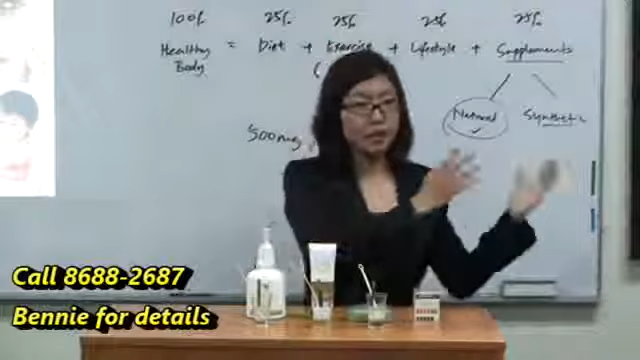 100% 25% 25% 25% 25%
Healthy Body = Diet + Exercise + Lifestyle + Supplements
Natural Synthetic
500mg
Call 8688-2687
Bennie for details